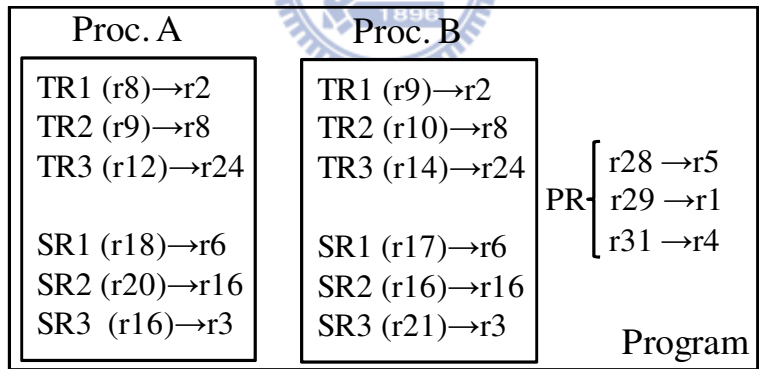 1896
Proc. A
TR1 (r8)→r2
TR2 (r9)→r8
TR3 (r12)→r24
SR1 (r18)→r6
SR2 (r20)→r16
SR3 (r16)→r3
Proc. B
TR1 (r9)→r2
TR2 (r10)→r8
TR3 (r14)→r24
SR1 (r17)→r6
SR2 (r16)→r16
SR3 (r21)→r3
PR
r28 →r5
r29 →r1
r31 →r4
Program